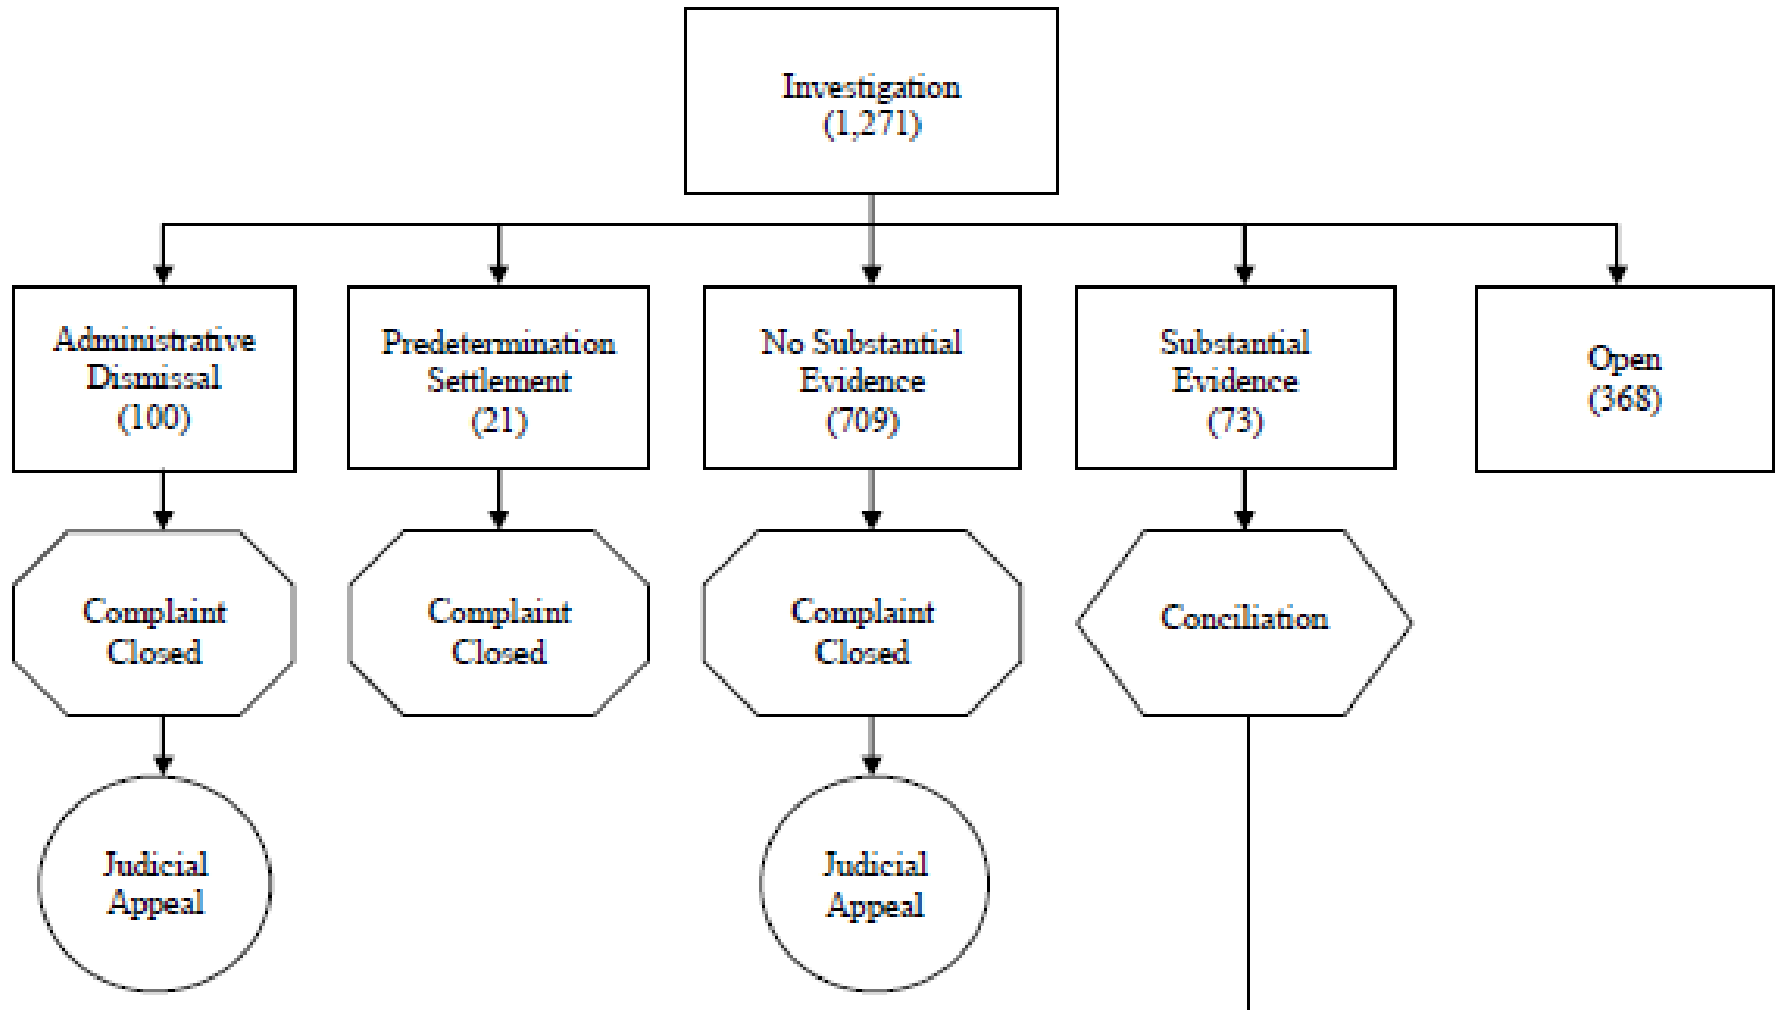 Investigation
(1,271)
Administrative
Dismissal
(100)
Predetermination
Settlement
(21)
No Substantial
Evidence
(709)
Substantial
Evidence
(73)
Open
(368)
Complaint
Closed
Complaint
Closed
Complaint
Closed
Conciliation
Judicial
Appeal
Judicial
Appeal